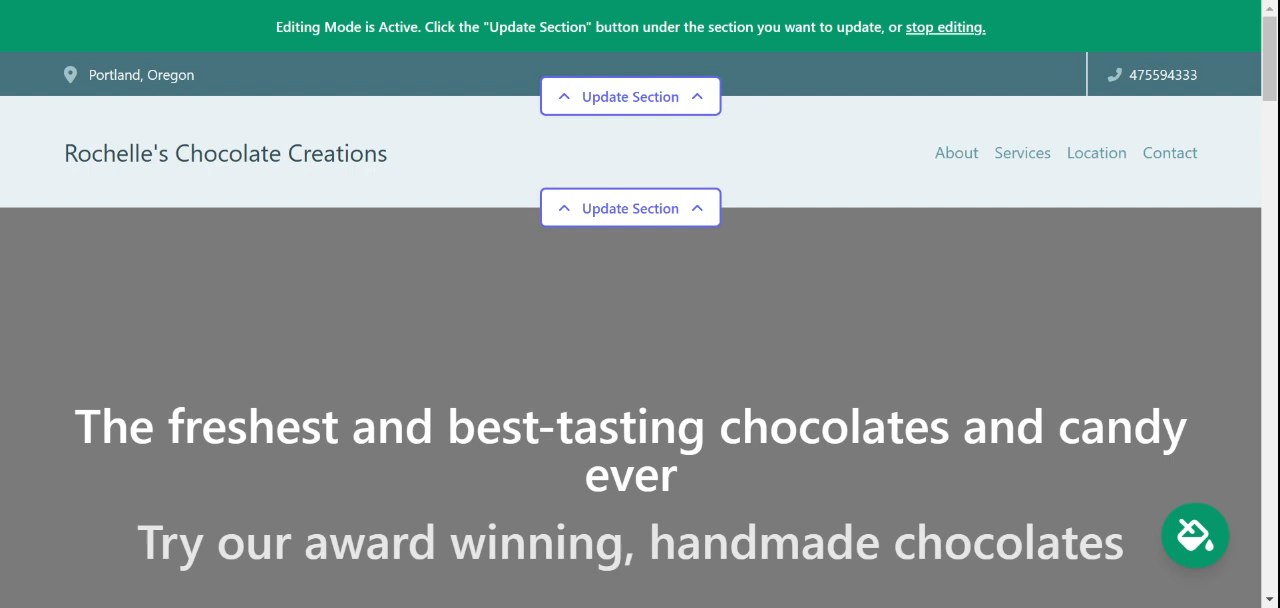 Editing Mode is Active. Click the "Update Section" button under the section you want to update, or stop editing.
Portland, Oregon
475594333
Update Section
Rochelle's Chocolate Creations
About Services Location Contact
Update Section
The freshest and best-tasting chocolates and candy
ever
Try our award winning, handmade chocolates